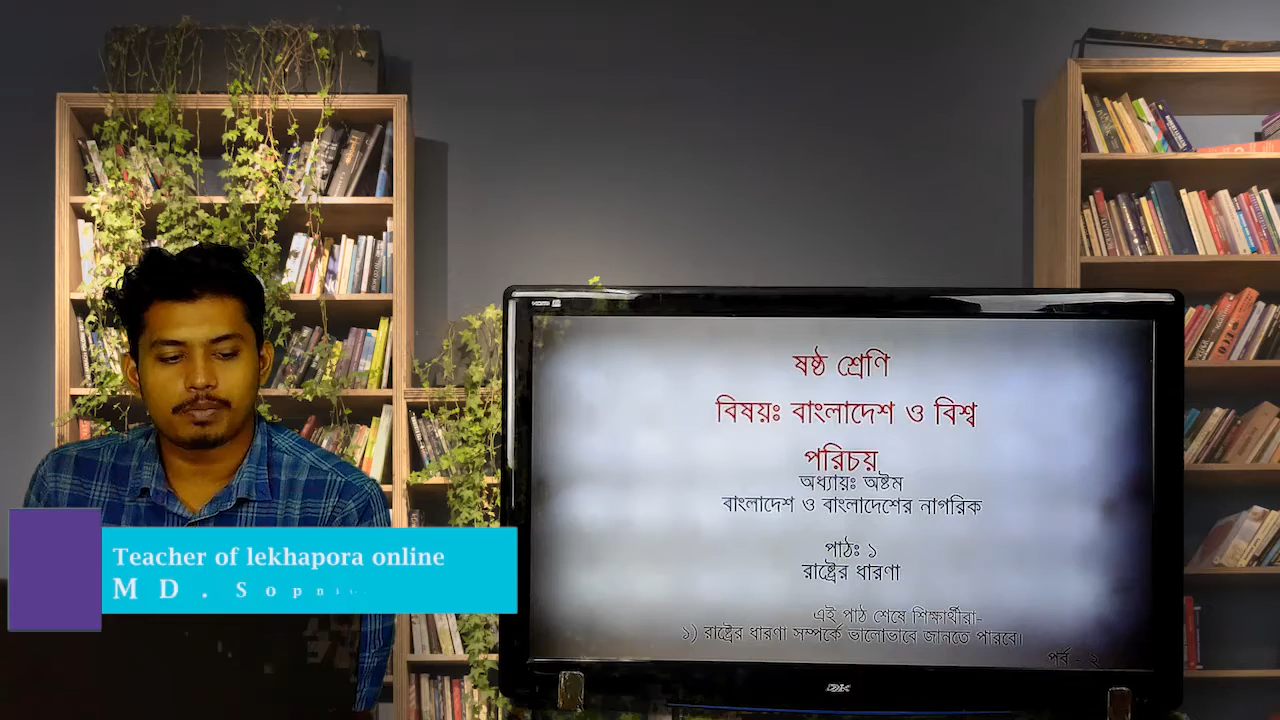 ষষ্ঠ শ্রেণি
বিষয়ঃ বাংলাদেশ ও বিশ্ব
পরিচয়
অধ্যায়ঃ অষ্টম
বাংলাদেশ ও বাংলাদেশের নাগরিক
পাঠঃ ১
রাষ্ট্রের ধারণা
এই পাঠ শেষে শিক্ষার্থীরা-
১) রাষ্ট্রের ধারণা সম্পর্কে ভালোভাবে জানতে পারবে।
পর্ব - ২
Teacher of lekhapora online
MD.